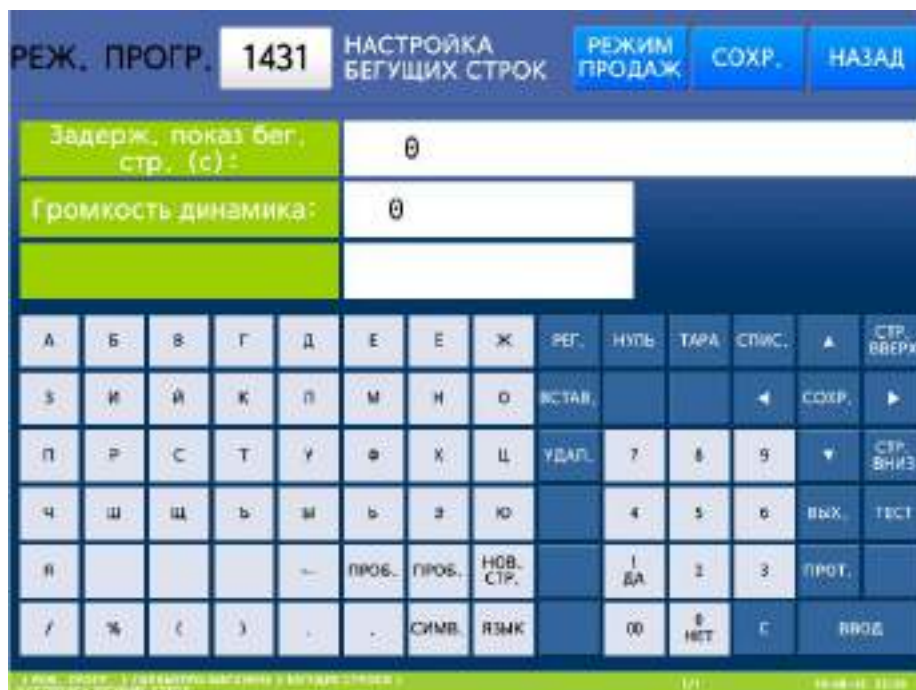 РЕЖ. ПРОГР. 1431 НАСТРОЙКА БЕГУЩИХ СТРОК РЕЖИМ ПРОДАЖ СОХР. НАЗАД
Задерж. показ бег. стр. (с): 0
Громкость динамика: 0
А Б В Г Д Е Ё Ж РЕГ. НУЛЬ ТАРА СПИС. ▲ СТР. ВВЕРХ
З И Й К Л М Н О ВСТАВ. ◄ СОХР. ►
П Р С Т У Ф Х Ц УДАЛ. 7 8 9 ▼ СТР. ВНИЗ
Ч Ш Щ Ъ Ы Ь Э Ю 4 5 6 ВЫХ. ТЕСТ
Я ПРОБ. ПРОБ. НОВ. СТР. 1 ДА 2 3 ПРОТ.
/ % ( ) . СИМВ. ЯЗЫК 00 0 НЕТ С ВВОД
1/1